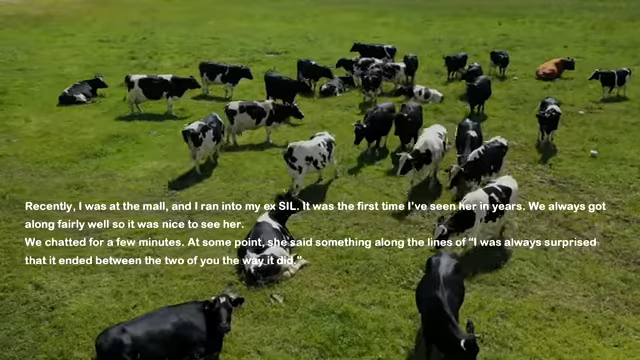 Recently, I was at the mall, and I ran into my ex SIL. It was the first time I've seen her in years. We always got
along fairly well so it was nice to see her.
We chatted for a few minutes. At some point, she said something along the lines of "I was always surprised
that it ended between the two of you the way it did."